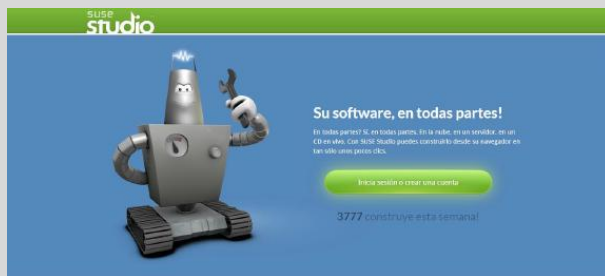 SUSE
studio
Su software, en todas partes!
En todas partes? Sí, en todas partes. En la nube, en un servidor, en un
CD en vivo. Con SUSE Studio puedes construirlo desde su navegador en
tan sólo unos pocos clics.
Inicia sesión o crear una cuenta
3777 construye esta semana!